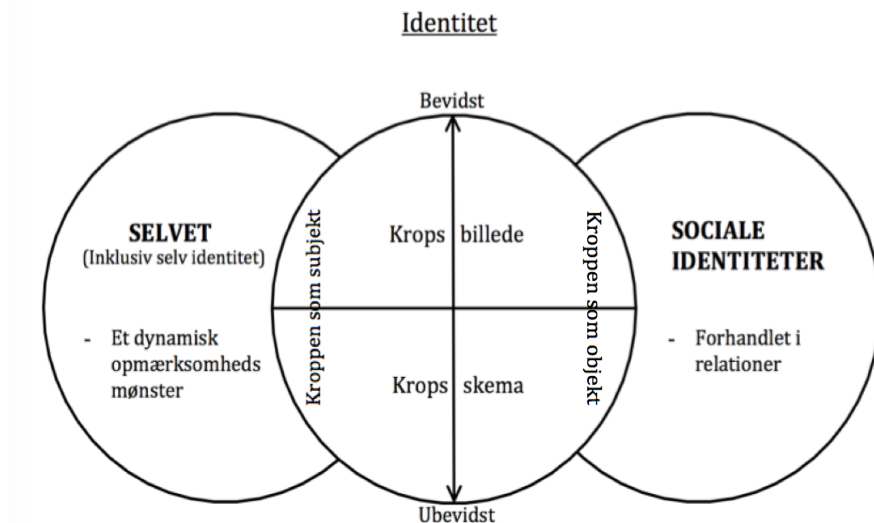 Identitet
Bevidst
SELVET
(Inklusiv selv identitet)
- Et dynamisk
opmærksomheds
mønster
Kroppen som subjekt
Krops billede
Krops skema
Kroppen som objekt
SOCIALE
IDENTITETER
- Forhandlet i
relationer
Ubevidst